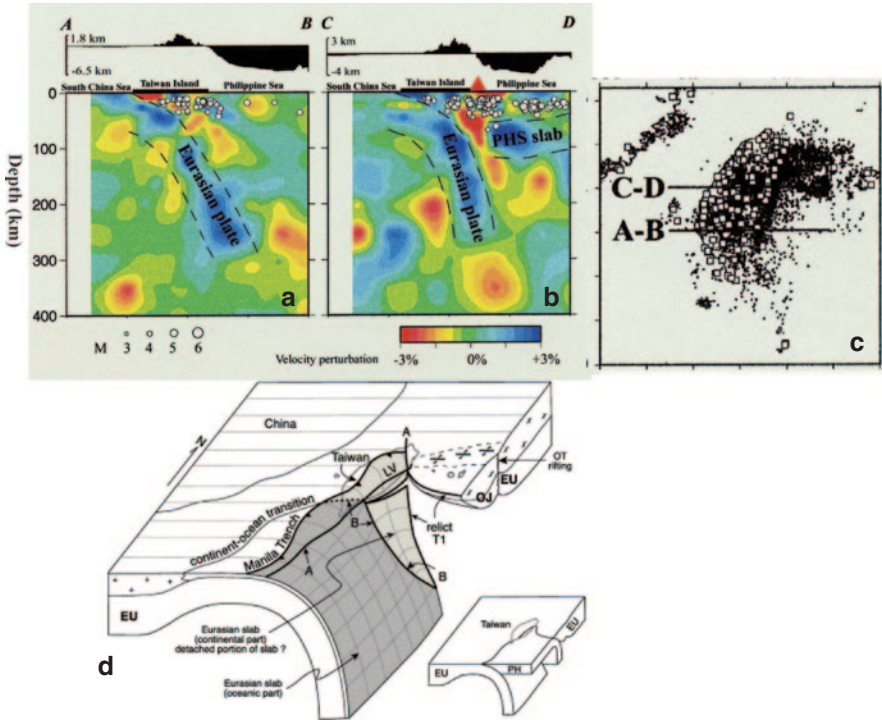 A B C D
1.8 km
-6.5 km
3 km
-4 km
South China Sea Taiwan Island Philippine Sea
South China Sea Taiwan Island Philippine Sea
Depth (km)
0
100
200
300
400
Eurasian plate
Eurasian plate
PHS slab
a
b
M 3 4 5 6
Velocity perturbation -3% 0% +3%
C-D
A-B
c
China
N
Taiwan
A
LV
OT
rifting
EU
OJ
continent-ocean transition
Manila Trench
B
relict
T1
A
B
EU
Eurasian slab
(continental part)
detached portion of slab ?
Eurasian slab
(oceanic part)
d
Taiwan
EU
PH
EU